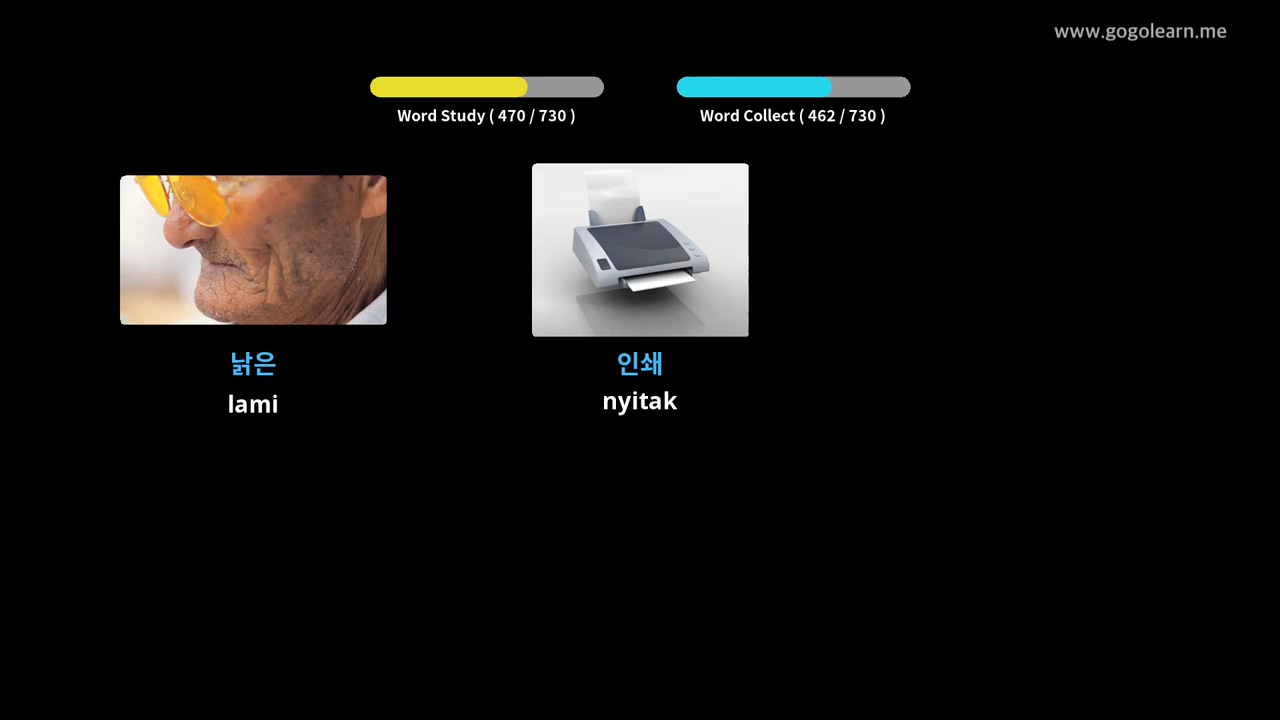 www.gogolearn.me
Word Study ( 470 / 730 )
Word Collect ( 462 / 730 )
낡은
lami
인쇄
nyitak